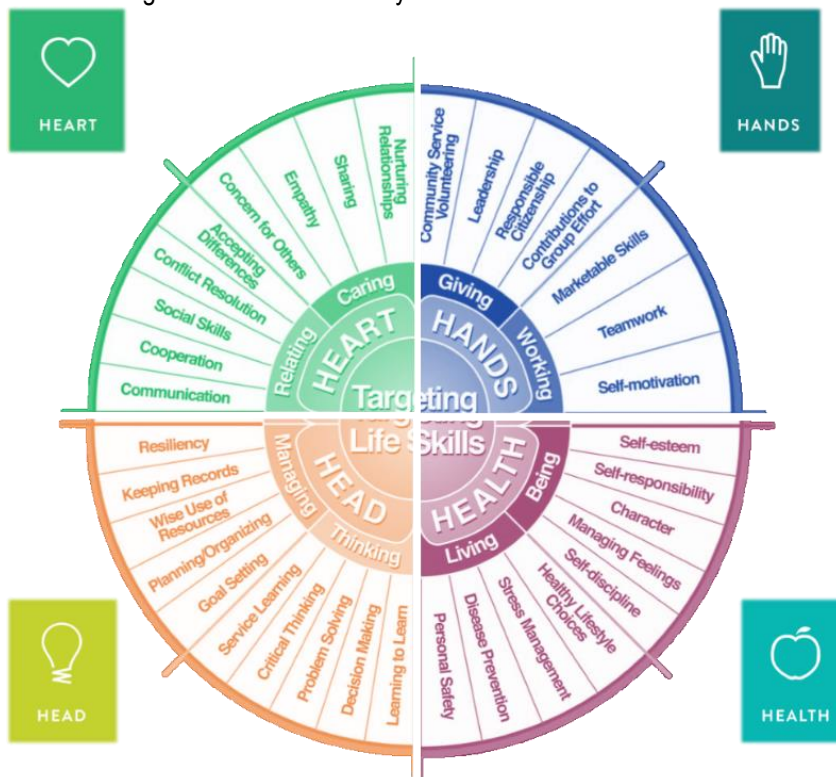 HEART
HANDS
Nurturing
Relationships
Sharing
Empathy
Concern for Others
Accepting
Differences
Conflict Resolution
Social Skills
Cooperation
Communication
Caring
Relating
HEART
Community Service
Volunteering
Leadership
Responsible
Citizenship
Contributions to
Group Effort
Marketable Skills
Teamwork
Self-motivation
Giving
Working
HANDS
Targeting
Life Skills
Resiliency
Keeping Records
Wise Use of
Resources
Planning/Organizing
Goal Setting
Service Learning
Critical Thinking
Problem Solving
Decision Making
Learning to Learn
Managing
Thinking
HEAD
Self-esteem
Self-responsibility
Character
Managing Feelings
Self-discipline
Healthy Lifestyle
Choices
Stress Management
Disease Prevention
Personal Safety
Being
Living
HEALTH
HEAD
HEALTH